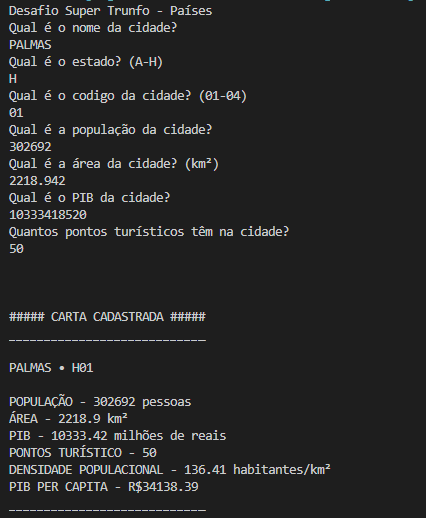 Desafio Super Trunfo - Países
Qual é o nome da cidade?
PALMAS
Qual é o estado? (A-H)
H
Qual é o codigo da cidade? (01-04)
01
Qual é a população da cidade?
302692
Qual é a área da cidade? (km²)
2218.942
Qual é o PIB da cidade?
10333418520
Quantos pontos turísticos têm na cidade?
50
##### CARTA CADASTRADA #####
____________________________
PALMAS • H01
POPULAÇÃO - 302692 pessoas
ÁREA - 2218.9 km²
PIB - 10333.42 milhões de reais
PONTOS TURÍSTICO - 50
DENSIDADE POPULACIONAL - 136.41 habitantes/km²
PIB PER CAPITA - R$34138.39
____________________________